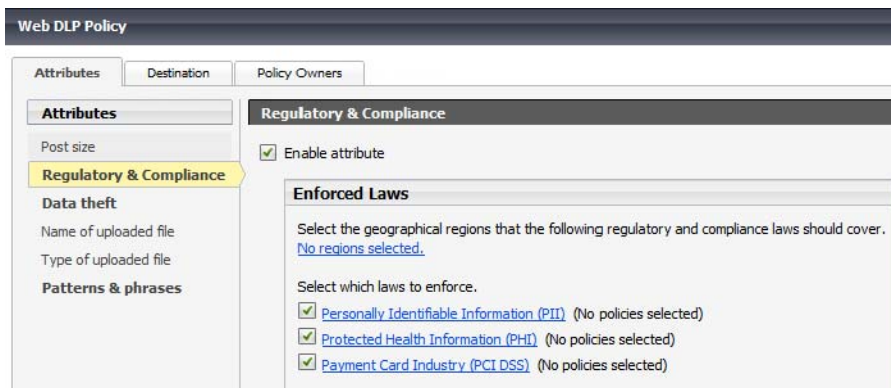 Web DLP Policy
Attributes
Destination
Policy Owners
Attributes
Post size
Regulatory & Compliance
Data theft
Name of uploaded file
Type of uploaded file
Patterns & phrases
Regulatory & Compliance
Enable attribute
Enforced Laws
Select the geographical regions that the following regulatory and compliance laws should cover.
No regions selected.
Select which laws to enforce.
Personally Identifiable Information (PII) (No policies selected)
Protected Health Information (PHI) (No policies selected)
Payment Card Industry (PCI DSS) (No policies selected)